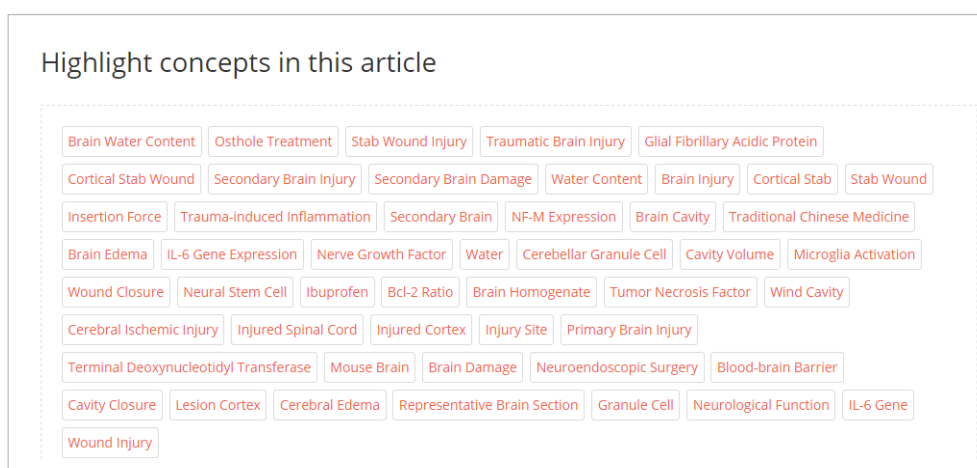 Highlight concepts in this article
Brain Water Content Osthole Treatment Stab Wound Injury Traumatic Brain Injury Glial Fibrillary Acidic Protein
Cortical Stab Wound Secondary Brain Injury Secondary Brain Damage Water Content Brain Injury Cortical Stab Stab Wound
Insertion Force Trauma-induced Inflammation Secondary Brain NF-M Expression Brain Cavity Traditional Chinese Medicine
Brain Edema IL-6 Gene Expression Nerve Growth Factor Water Cerebellar Granule Cell Cavity Volume Microglia Activation
Wound Closure Neural Stem Cell Ibuprofen Bcl-2 Ratio Brain Homogenate Tumor Necrosis Factor Wind Cavity
Cerebral Ischemic Injury Injured Spinal Cord Injured Cortex Injury Site Primary Brain Injury
Terminal Deoxynucleotidyl Transferase Mouse Brain Brain Damage Neuroendoscopic Surgery Blood-brain Barrier
Cavity Closure Lesion Cortex Cerebral Edema Representative Brain Section Granule Cell Neurological Function IL-6 Gene
Wound Injury